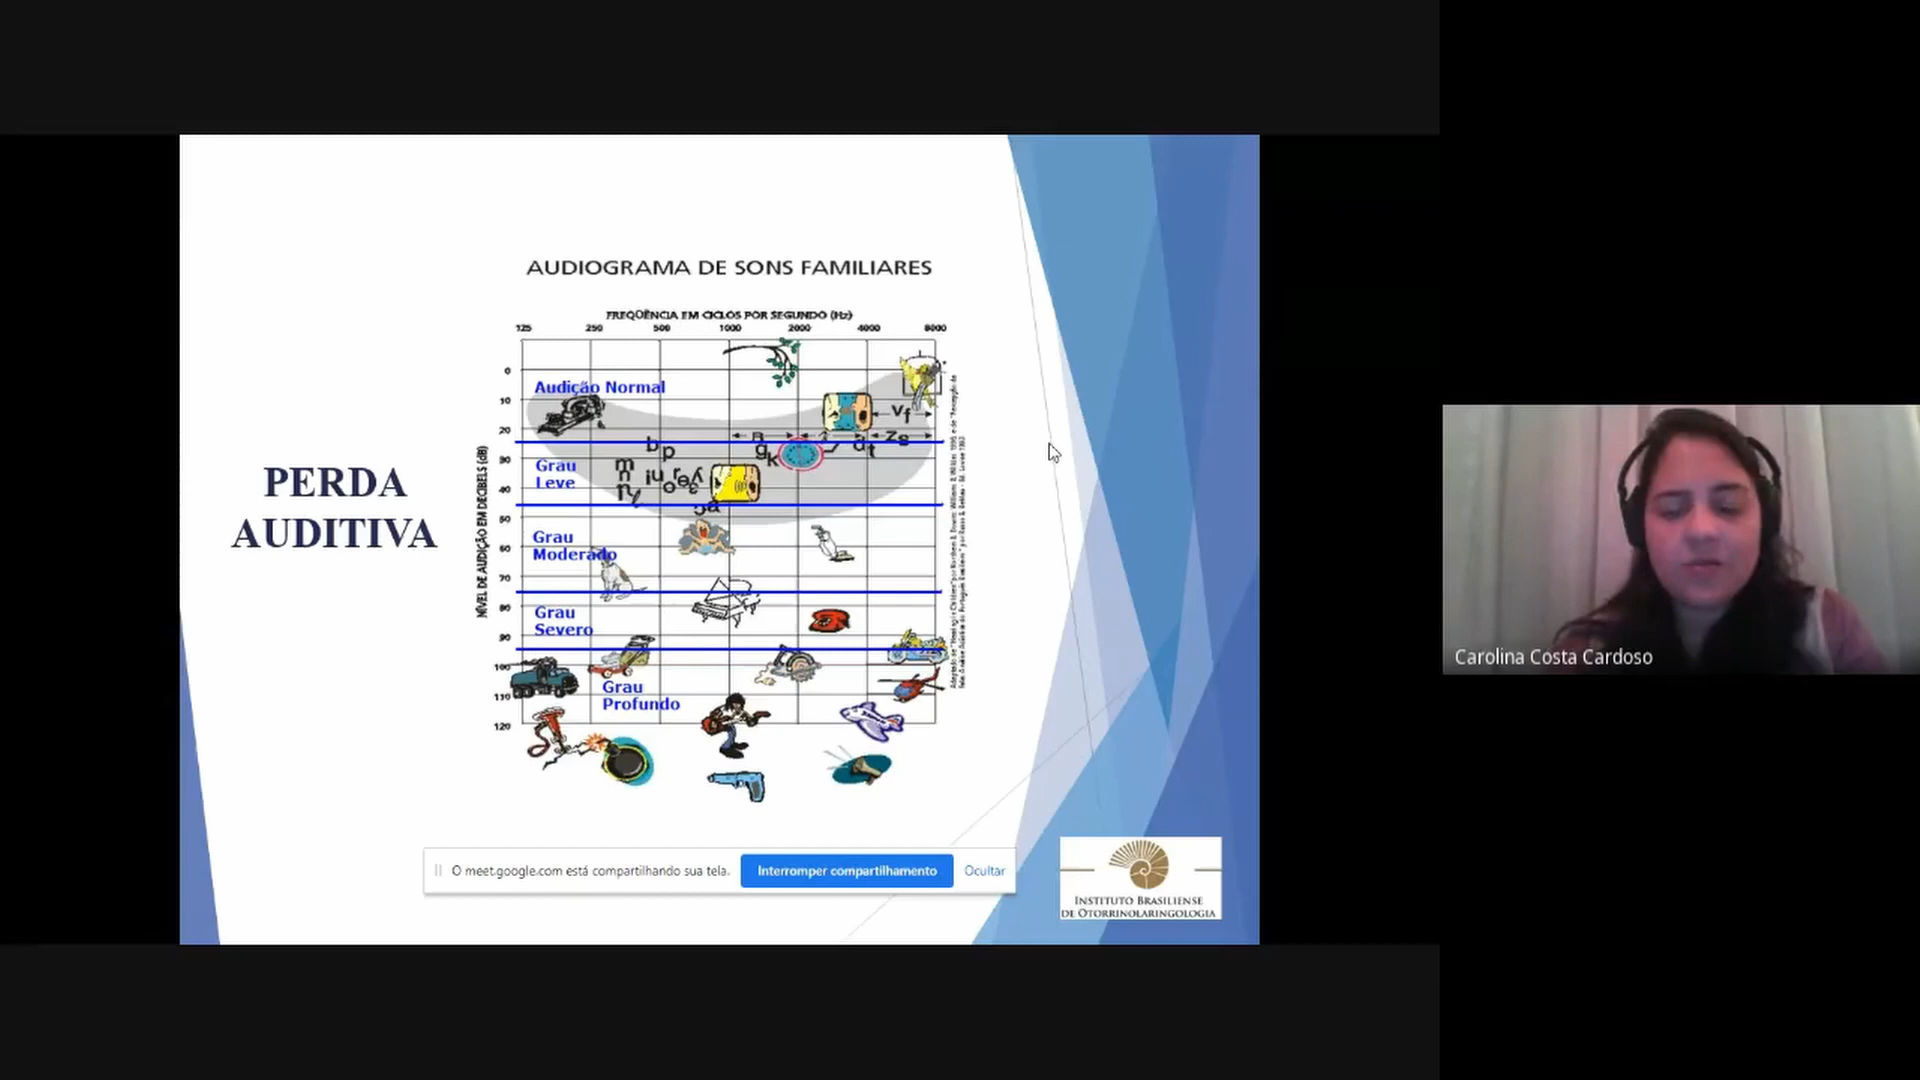 AUDIOGRAMA DE SONS FAMILIARES
FREQÜÊNCIA EM CICLOS POR SEGUNDO (Hz)
125 250 500 1000 2000 4000 8000
NÍVEL DE AUDIÇÃO EM DECIBELS (dB)
0
10
20
30
40
50
60
70
80
90
100
110
120
Audição Normal
Grau
Leve
Grau
Moderado
Grau
Severo
Grau
Profundo
v f
z s
b p
g k
d t
m
n
PERDA
AUDITIVA
O meet.google.com está compartilhando sua tela.
Interromper compartilhamento
Ocultar
INSTITUTO BRASILIENSE
DE OTORRINOLARINGOLOGIA
Carolina Costa Cardoso